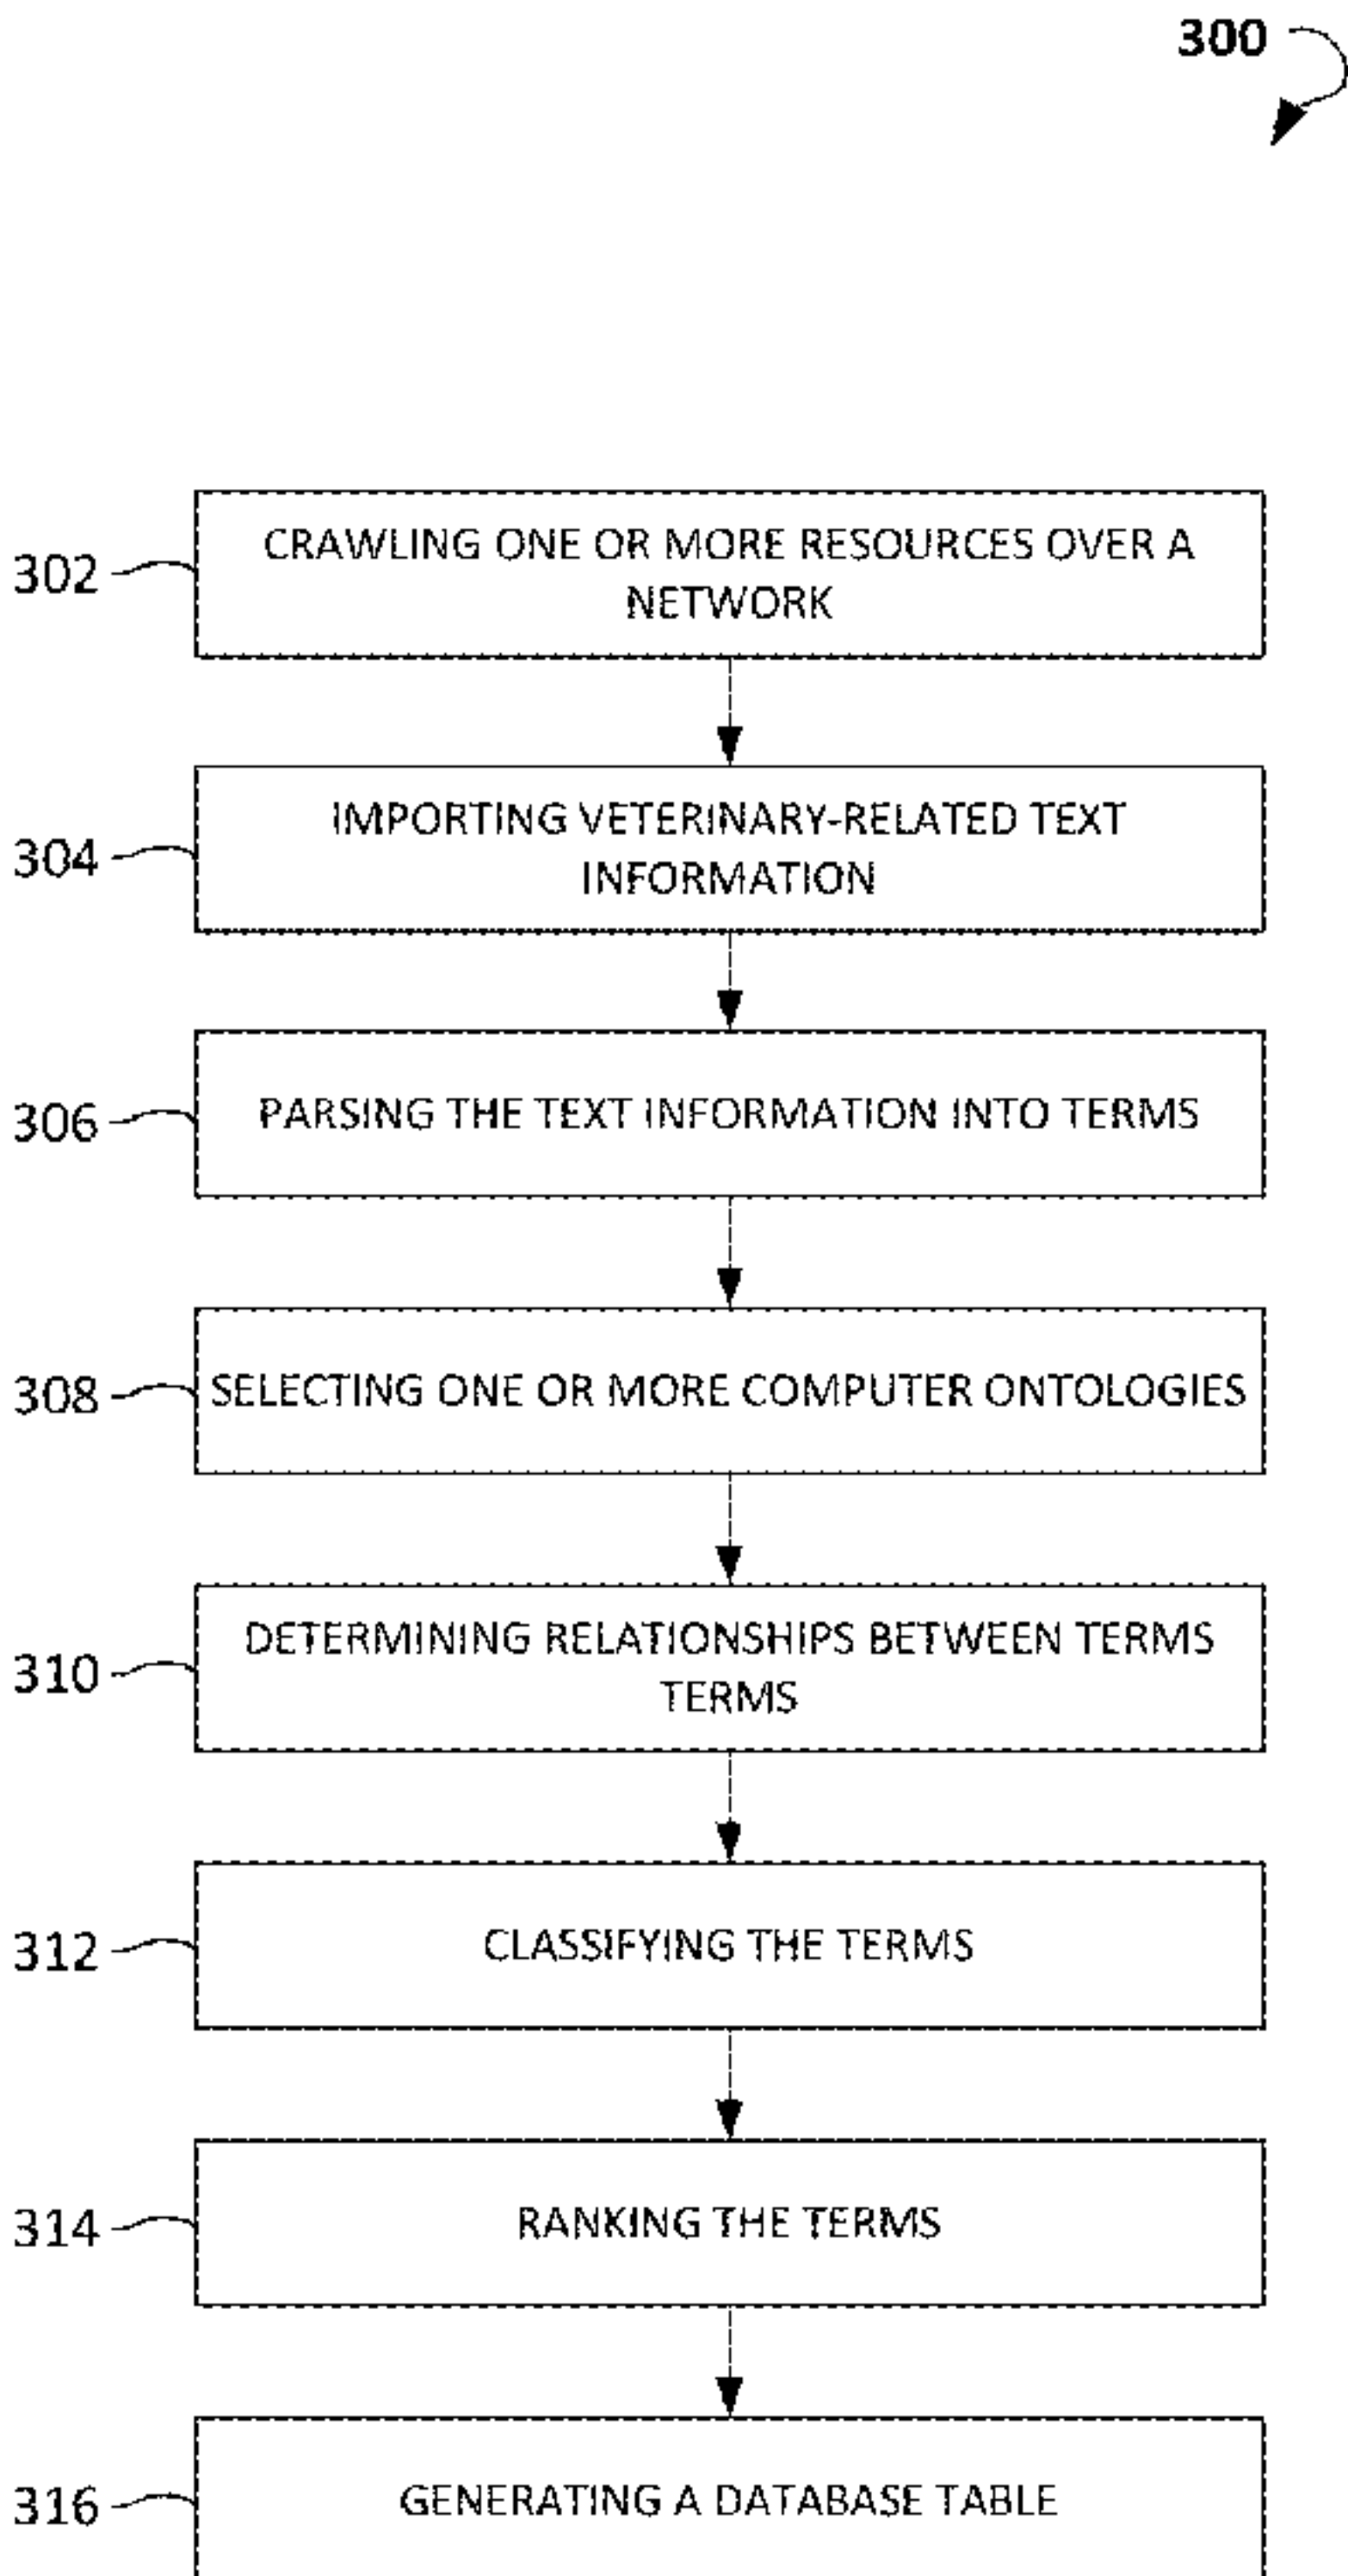 300
302
CRAWLING ONE OR MORE RESOURCES OVER A
NETWORK
304
IMPORTING VETERINARY-RELATED TEXT
INFORMATION
306
PARSING THE TEXT INFORMATION INTO TERMS
308
SELECTING ONE OR MORE COMPUTER ONTOLOGIES
310
DETERMINING RELATIONSHIPS BETWEEN TERMS
TERMS
312
CLASSIFYING THE TERMS
314
RANKING THE TERMS
316
GENERATING A DATABASE TABLE